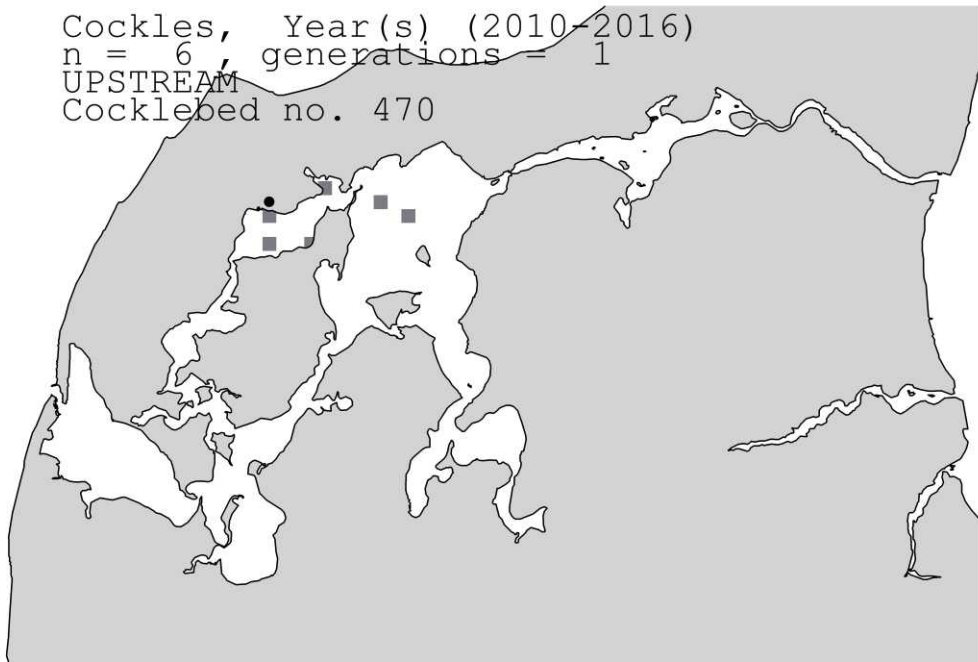 Cockles, Year(s) (2010-2016)
n = 6 , generations = 1
UPSTREAM
Cocklebed no. 470